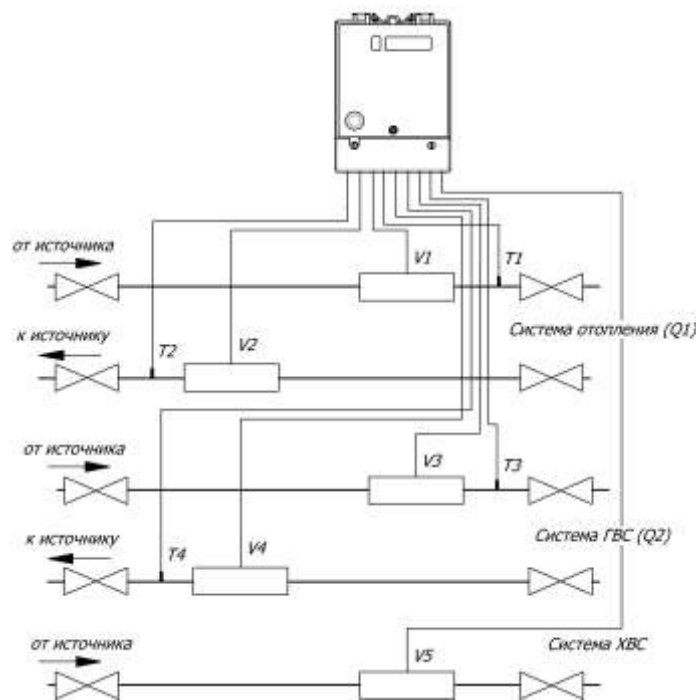 от источника
V1
T1
к источнику
T2
V2
Система отопления (Q1)
от источника
V3
T3
к источнику
T4
V4
Система ГВС (Q2)
от источника
V5
Система ХВС